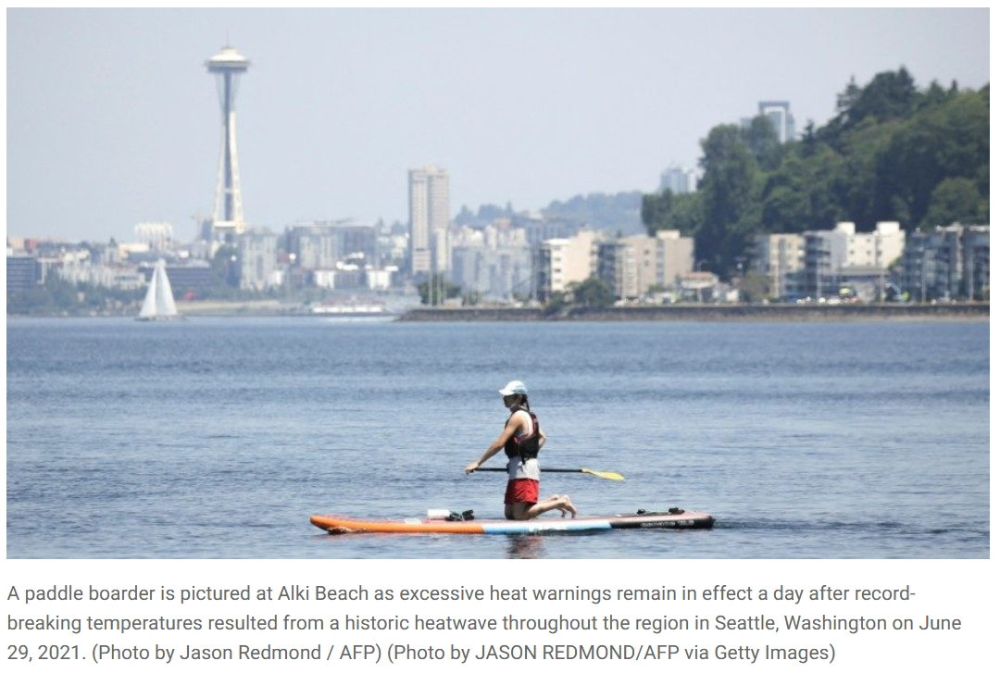 A paddle boarder is pictured at Alki Beach as excessive heat warnings remain in effect a day after record-
breaking temperatures resulted from a historic heatwave throughout the region in Seattle, Washington on June
29, 2021. (Photo by Jason Redmond / AFP) (Photo by JASON REDMOND/AFP via Getty Images)